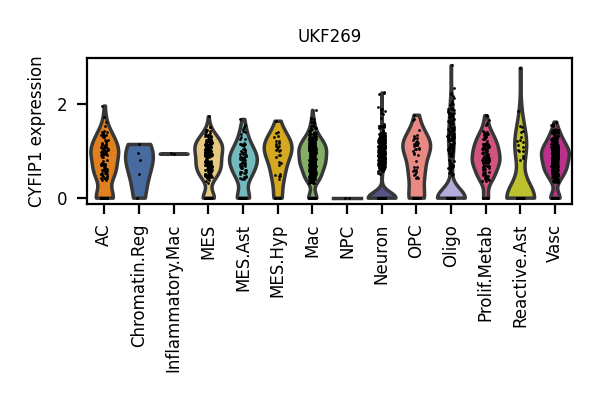 UKF269
CYFIP1 expression
2
0
AC
Chromatin.Reg
Inflammatory.Mac
MES
MES.Ast
MES.Hyp
Mac
NPC
Neuron
OPC
Oligo
Prolif.Metab
Reactive.Ast
Vasc